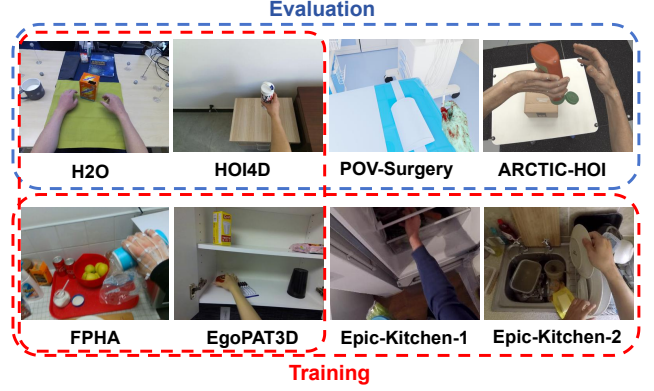 Evaluation
H2O HOI4D POV-Surgery ARCTIC-HOI
FPHA EgoPAT3D Epic-Kitchen-1 Epic-Kitchen-2
Training